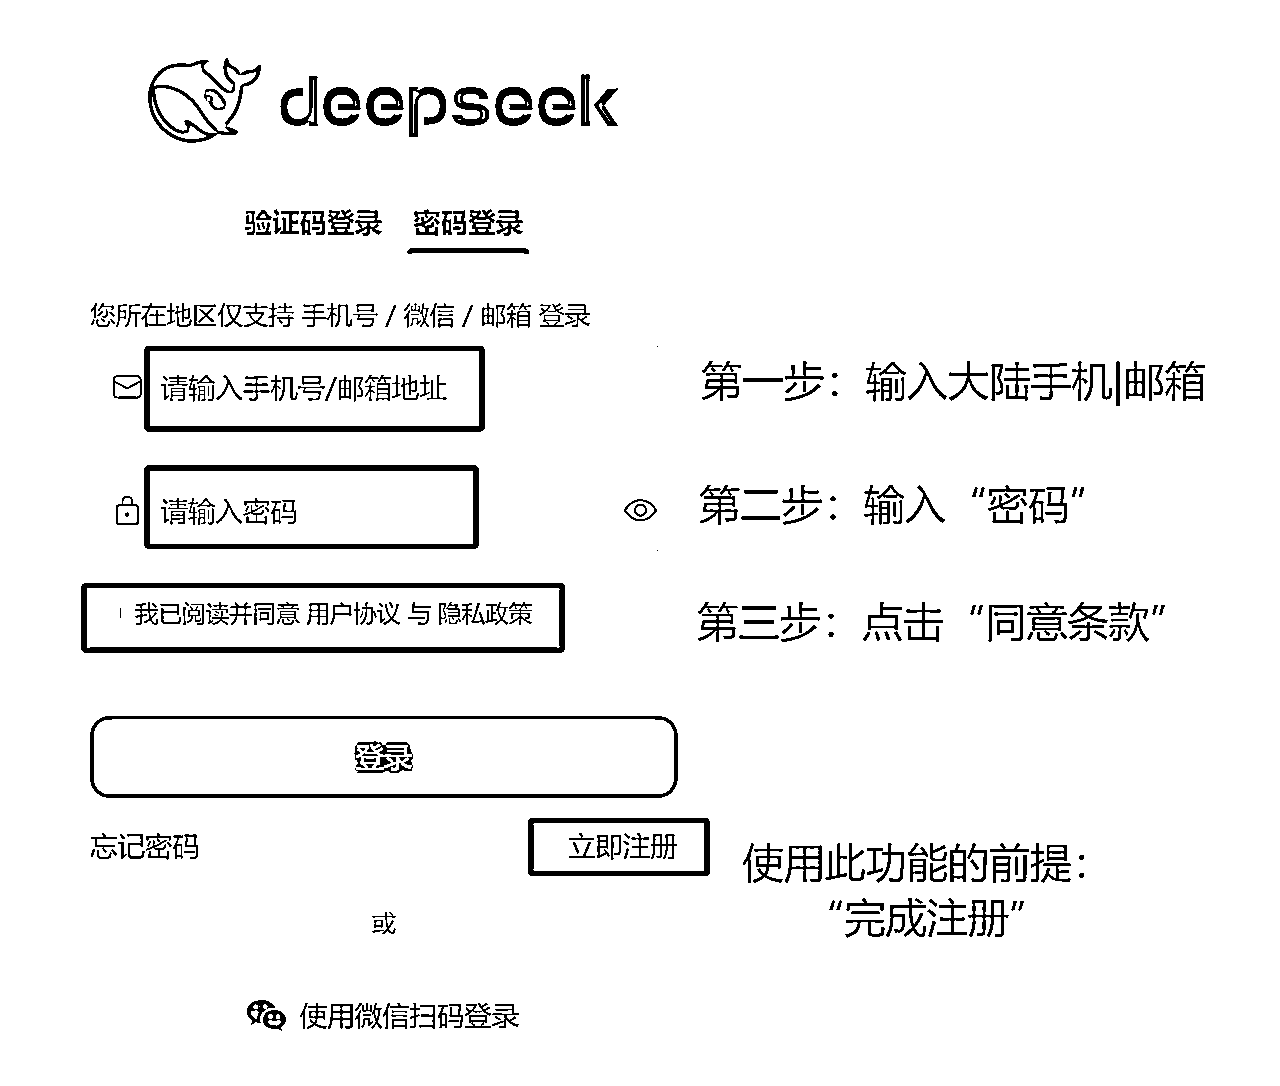 deepseek
验证码登录 密码登录
您所在地区仅支持 手机号 / 微信 / 邮箱 登录
请输入手机号/邮箱地址
第一步：输入大陆手机|邮箱
请输入密码
第二步：输入“密码”
我已阅读并同意 用户协议 与 隐私政策
第三步：点击“同意条款”
登录
忘记密码 立即注册
使用此功能的前提：
“完成注册”
或
使用微信扫码登录